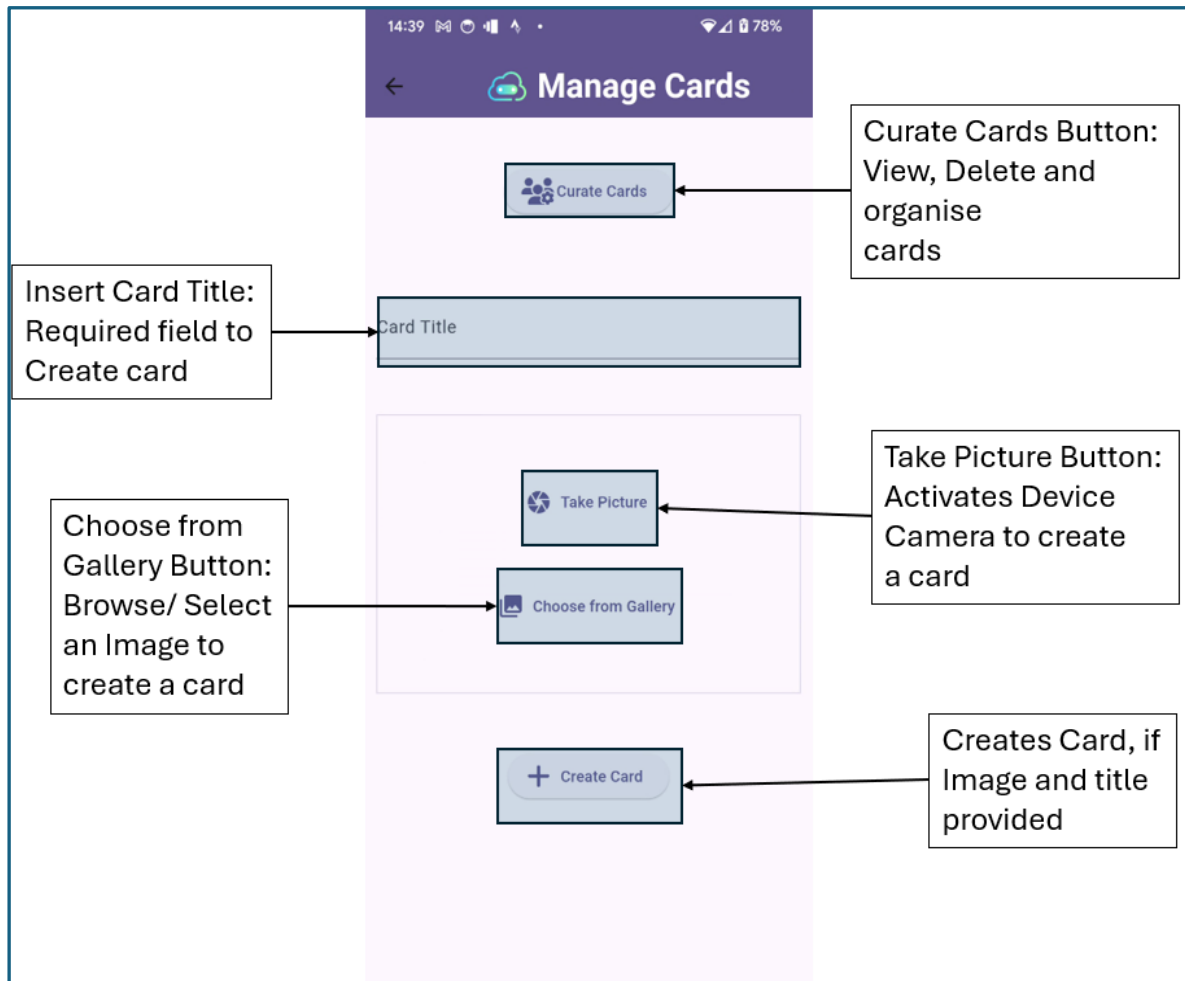 14:39
78%
Manage Cards
Curate Cards Button:
View, Delete and
organise
cards
Curate Cards
Insert Card Title:
Required field to
Create card
Card Title
Take Picture Button:
Activates Device
Camera to create
a card
Take Picture
Choose from
Gallery Button:
Browse/ Select
an Image to
create a card
Choose from Gallery
Creates Card, if
Image and title
provided
Create Card